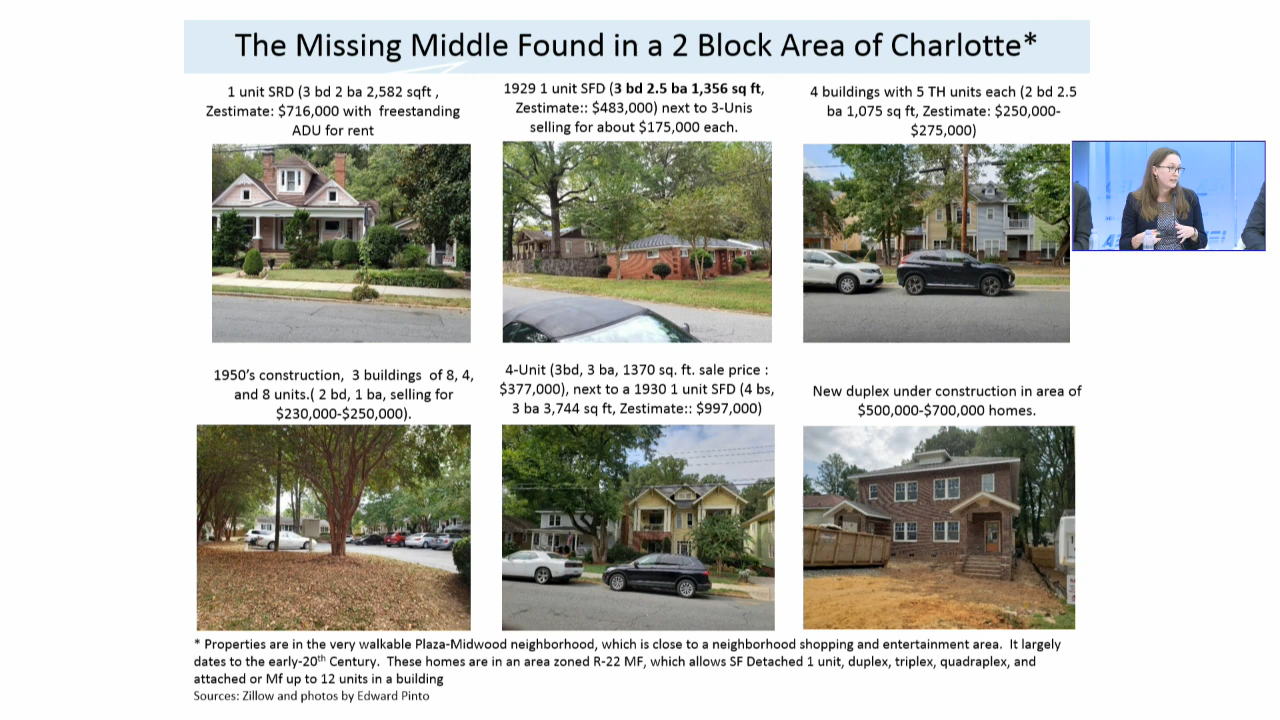 The Missing Middle Found in a 2 Block Area of Charlotte*
1 unit SRD (3 bd 2 ba 2,582 sqft ,
Zestimate: $716,000 with freestanding
ADU for rent
1929 1 unit SFD (3 bd 2.5 ba 1,356 sq ft,
Zestimate:: $483,000) next to 3-Unis
selling for about $175,000 each.
4 buildings with 5 TH units each (2 bd 2.5
ba 1,075 sq ft, Zestimate: $250,000-
$275,000)
1950's construction, 3 buildings of 8, 4,
and 8 units.( 2 bd, 1 ba, selling for
$230,000-$250,000).
4-Unit (3bd, 3 ba, 1370 sq. ft. sale price :
$377,000), next to a 1930 1 unit SFD (4 bs,
3 ba 3,744 sq ft, Zestimate:: $997,000)
New duplex under construction in area of
$500,000-$700,000 homes.
* Properties are in the very walkable Plaza-Midwood neighborhood, which is close to a neighborhood shopping and entertainment area. It largely
dates to the early-20th Century. These homes are in an area zoned R-22 MF, which allows SF Detached 1 unit, duplex, triplex, quadraplex, and
attached or Mf up to 12 units in a building
Sources: Zillow and photos by Edward Pinto